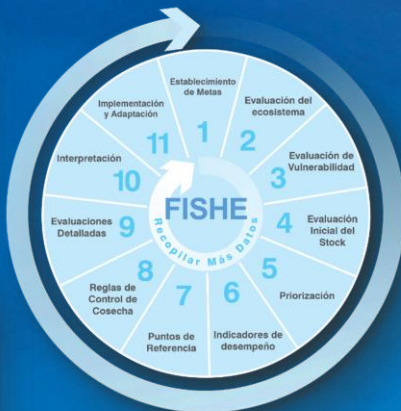 Establecimiento
de Metas
1
Evaluación del
ecosistema
2
Evaluación de
Vulnerabilidad
3
Evaluación
Inicial del
Stock
4
Priorización
5
Indicadores de
desempeño
6
Puntos de
Referencia
7
Reglas de
Control de
Cosecha
8
Evaluaciones
Detalladas
9
Interpretación
10
Implementación
y Adaptación
11
FISHE
Recopilar Más Datos